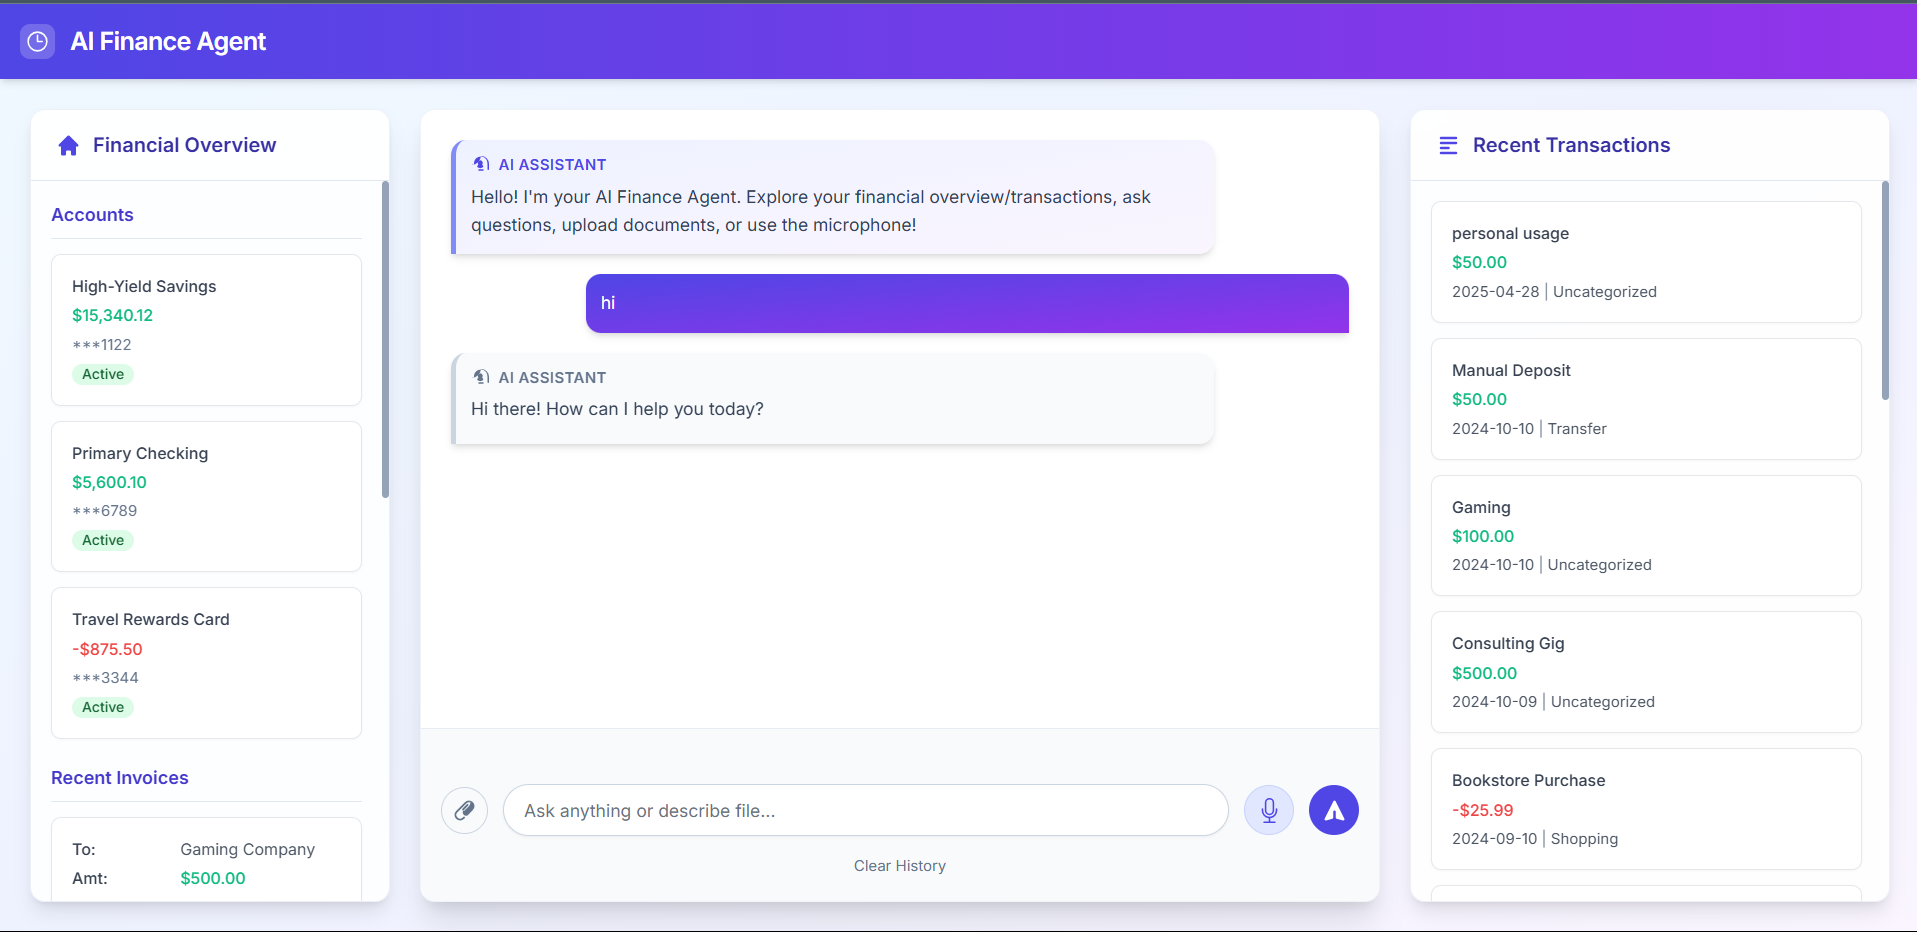 AI Finance Agent
Financial Overview
Accounts
High-Yield Savings
$15,340.12
***1122
Active
Primary Checking
$5,600.10
***6789
Active
Travel Rewards Card
-$875.50
***3344
Active
Recent Invoices
To: Gaming Company
Amt: $500.00
AI ASSISTANT
Hello! I'm your AI Finance Agent. Explore your financial overview/transactions, ask
questions, upload documents, or use the microphone!
hi
AI ASSISTANT
Hi there! How can I help you today?
Ask anything or describe file...
Clear History
Recent Transactions
personal usage
$50.00
2025-04-28 | Uncategorized
Manual Deposit
$50.00
2024-10-10 | Transfer
Gaming
$100.00
2024-10-10 | Uncategorized
Consulting Gig
$500.00
2024-10-09 | Uncategorized
Bookstore Purchase
-$25.99
2024-09-10 | Shopping